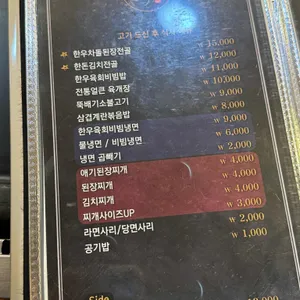 고기 드신 후
한우차돌된장전골 ₩ 15,000
한돈김치전골 ₩ 12,000
한우육회비빔밥 ₩ 11,000
전통얼큰 육개장 ₩ 10,000
뚝배기소불고기 ₩ 9,000
삼겹계란볶음밥 ₩ 8,000
한우육회비빔냉면 ₩ 9,000
물냉면 / 비빔냉면 ₩ 6,000
냉면 곱빼기 ₩ 2,000
애기된장찌개 ₩ 4,000
된장찌개 ₩ 4,000
김치찌개 ₩ 4,000
찌개사이즈UP ₩ 3,000
라면사리/당면사리 ₩ 2,000
공기밥 ₩ 1,000
Side